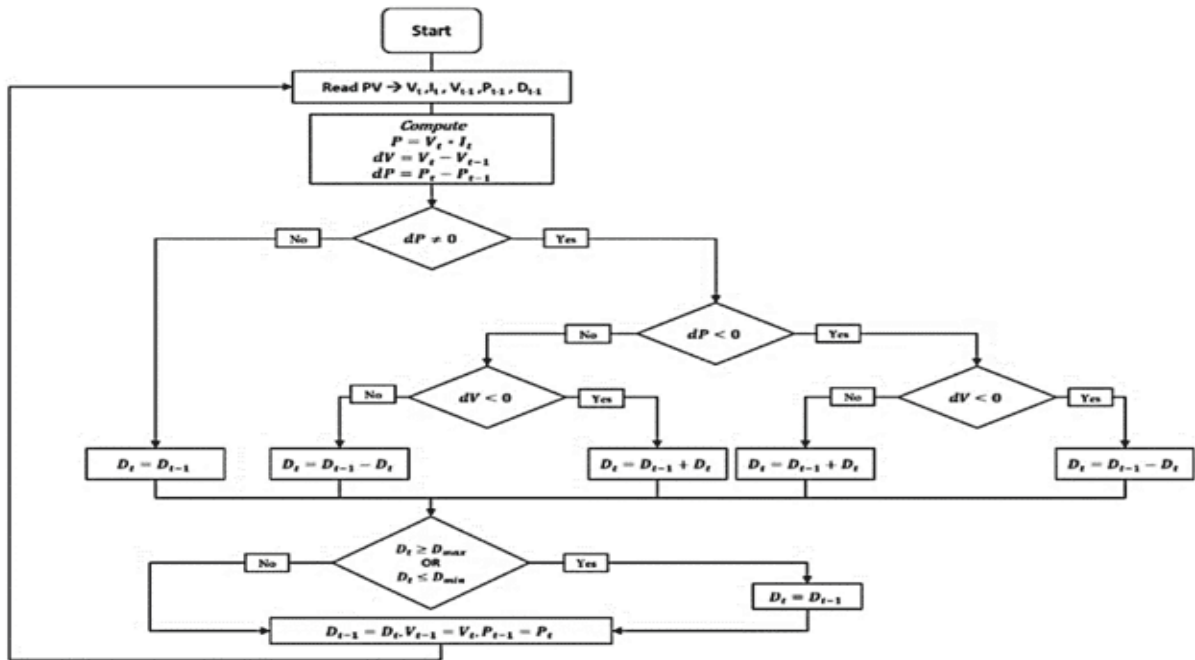 Start
Read PV → Vₜ ,Iₜ , Vₜ₋₁ ,Pₜ₋₁ , Dₜ₋₁
Compute
P = Vₜ * Iₜ
dV = Vₜ − Vₜ₋₁
dP = Pₜ − Pₜ₋₁
No
dP ≠ 0
Yes
No
dP < 0
Yes
No
dV < 0
Yes
No
dV < 0
Yes
Dₜ = Dₜ₋₁
Dₜ = Dₜ₋₁ − Dₜ
Dₜ = Dₜ₋₁ + Dₜ
Dₜ = Dₜ₋₁ + Dₜ
Dₜ = Dₜ₋₁ − Dₜ
No
Dₜ ≥ Dmax
OR
Dₜ ≤ Dmin
Yes
Dₜ = Dₜ₋₁
Dₜ₋₁ = Dₜ.Vₜ₋₁ = Vₜ.Pₜ₋₁ = Pₜ